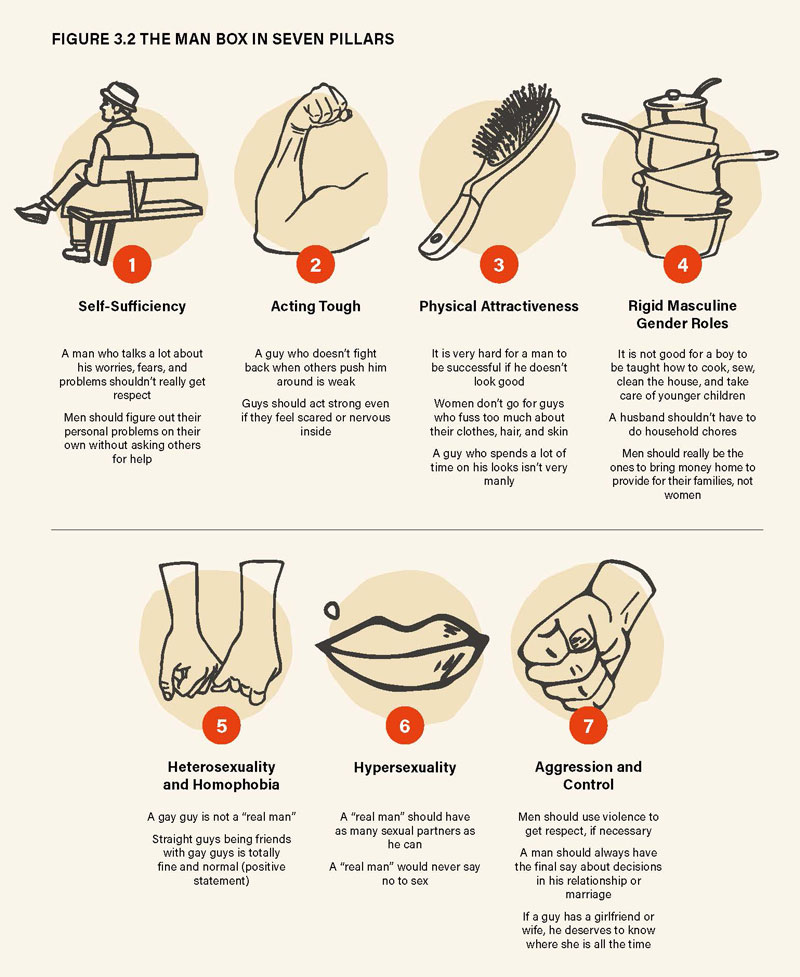 FIGURE 3.2 THE MAN BOX IN SEVEN PILLARS
1
Self-Sufficiency
A man who talks a lot about
his worries, fears, and
problems shouldn't really get
respect
Men should figure out their
personal problems on their
own without asking others
for help
2
Acting Tough
A guy who doesn't fight
back when others push him
around is weak
Guys should act strong even
if they feel scared or nervous
inside
3
Physical Attractiveness
It is very hard for a man to
be successful if he doesn't
look good
Women don't go for guys
who fuss too much about
their clothes, hair, and skin
A guy who spends a lot of
time on his looks isn't very
manly
4
Rigid Masculine
Gender Roles
It is not good for a boy to
be taught how to cook, sew,
clean the house, and take
care of younger children
A husband shouldn't have to
do household chores
Men should really be the
ones to bring money home to
provide for their families, not
women
5
Heterosexuality
and Homophobia
A gay guy is not a "real man"
Straight guys being friends
with gay guys is totally
fine and normal (positive
statement)
6
Hypersexuality
A "real man" should have
as many sexual partners as
he can
A "real man" would never say
no to sex
7
Aggression and
Control
Men should use violence to
get respect, if necessary
A man should always have
the final say about decisions
in his relationship or
marriage
If a guy has a girlfriend or
wife, he deserves to know
where she is all the time